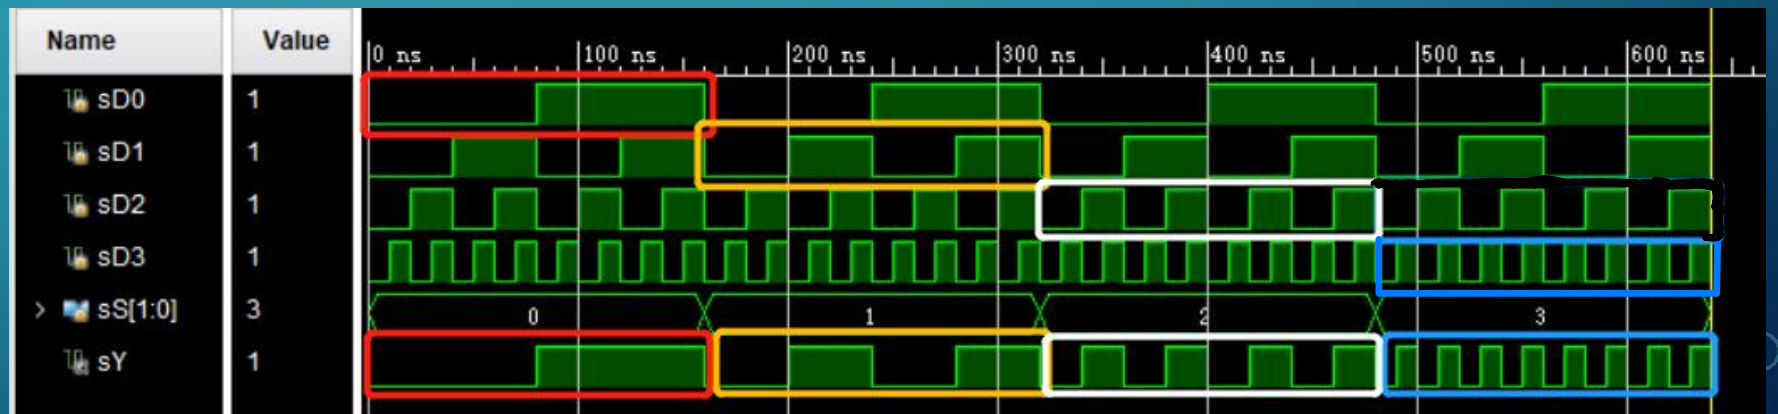 Name Value 0 ns 100 ns 200 ns 300 ns 400 ns 500 ns 600 ns
sD0 1
sD1 1
sD2 1
sD3 1
sS[1:0] 3 0 1 2 3
sY 1